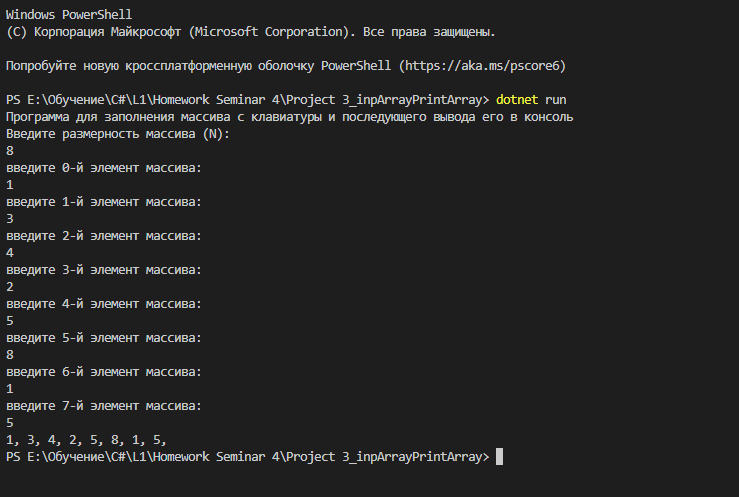 Windows PowerShell
(C) Корпорация Майкрософт (Microsoft Corporation). Все права защищены.
Попробуйте новую кроссплатформенную оболочку PowerShell (https://aka.ms/pscore6)
PS E:\Обучение\C#\L1\Homework Seminar 4\Project 3_inpArrayPrintArray> dotnet run
Программа для заполнения массива с клавиатуры и последующего вывода его в консоль
Введите размерность массива (N):
8
введите 0-й элемент массива:
1
введите 1-й элемент массива:
3
введите 2-й элемент массива:
4
введите 3-й элемент массива:
2
введите 4-й элемент массива:
5
введите 5-й элемент массива:
8
введите 6-й элемент массива:
1
введите 7-й элемент массива:
5
1, 3, 4, 2, 5, 8, 1, 5,
PS E:\Обучение\C#\L1\Homework Seminar 4\Project 3_inpArrayPrintArray>